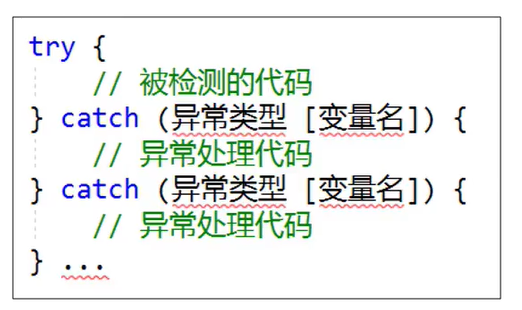 try {
// 被检测的代码
} catch (异常类型 [变量名]) {
// 异常处理代码
} catch (异常类型 [变量名]) {
// 异常处理代码
} ...